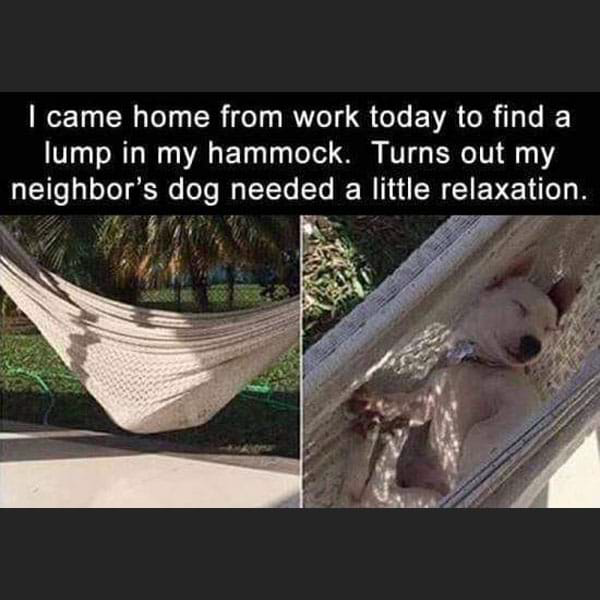 I came home from work today to find a
lump in my hammock. Turns out my
neighbor's dog needed a little relaxation.